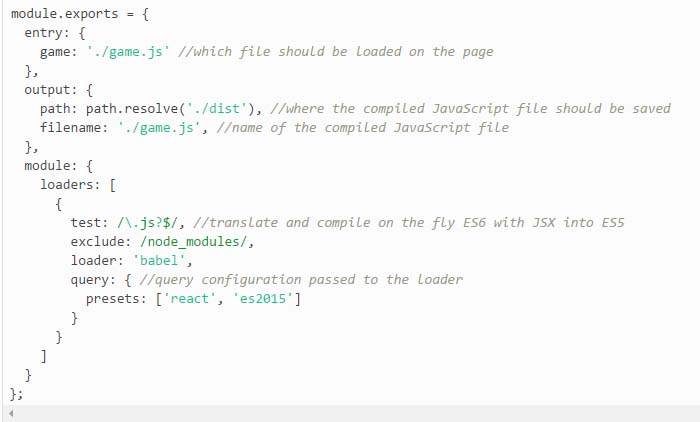 module.exports = {
  entry: {
    game: './game.js' //which file should be loaded on the page
  },
  output: {
    path: path.resolve('./dist'), //where the compiled JavaScript file should be saved
    filename: './game.js', //name of the compiled JavaScript file
  },
  module: {
    loaders: [
      {
        test: /\.js?$/, //translate and compile on the fly ES6 with JSX into ES5
        exclude: /node_modules/,
        loader: 'babel',
        query: { //query configuration passed to the loader
          presets: ['react', 'es2015']
        }
      }
    ]
  }
};